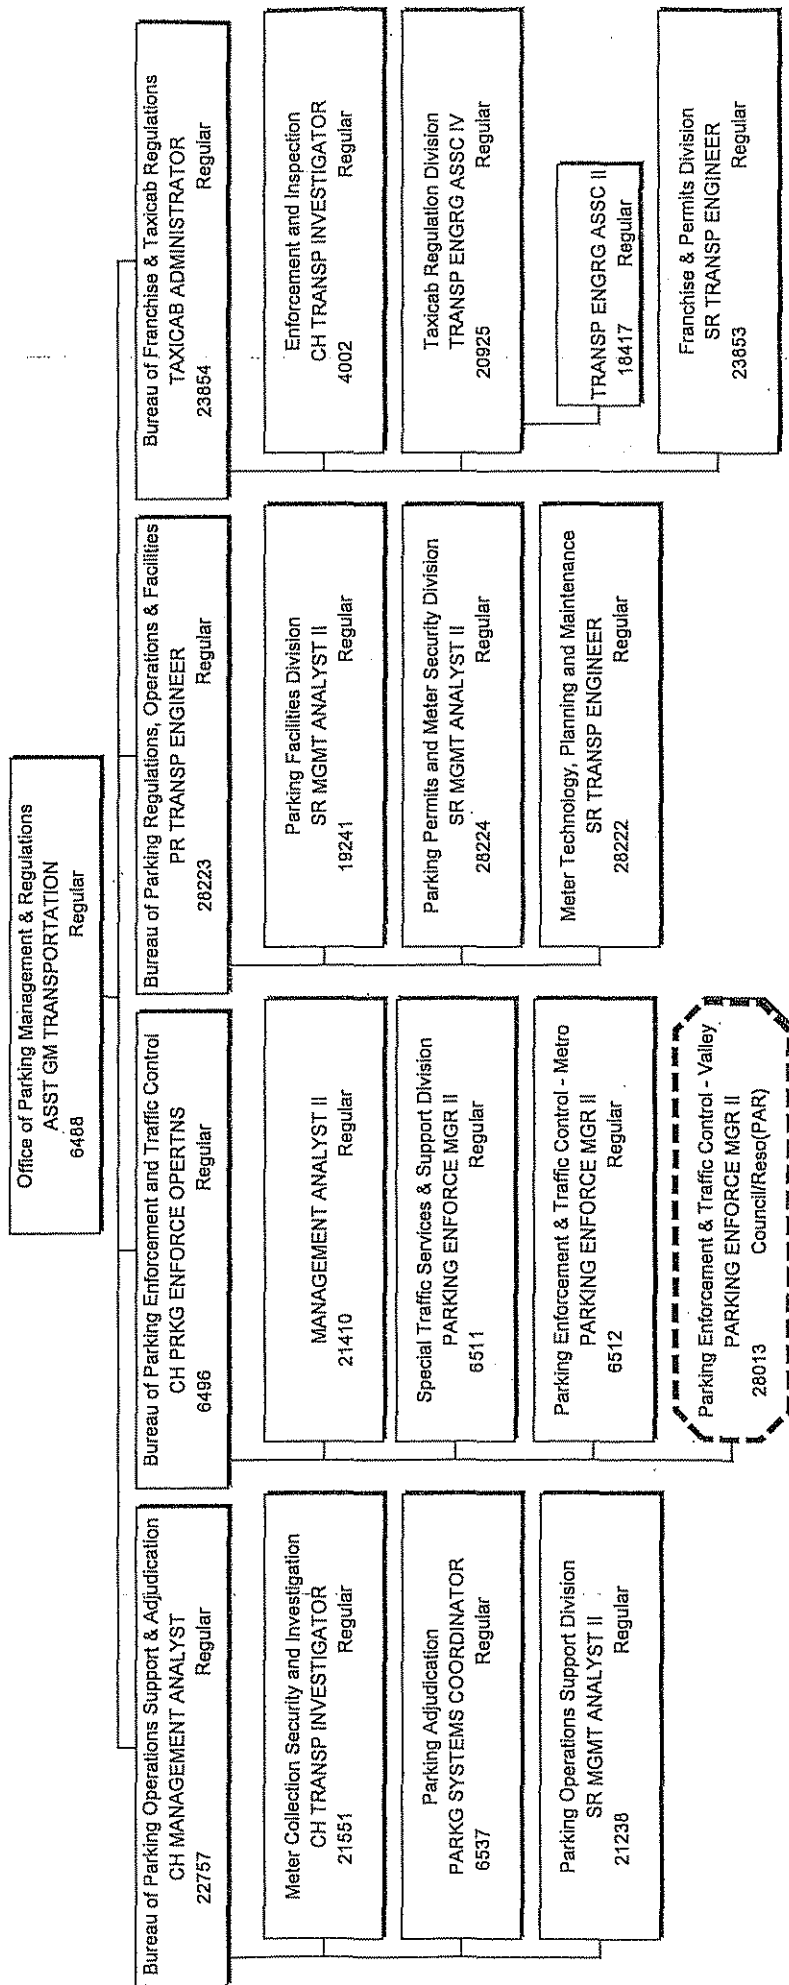 Office of Parking Management & Regulations
ASST GM TRANSPORTATION
6488 Regular
Bureau of Parking Operations Support & Adjudication
CH MANAGEMENT ANALYST
22757 Regular
Meter Collection Security and Investigation
CH TRANSP INVESTIGATOR
21551 Regular
Parking Adjudication
PARKG SYSTEMS COORDINATOR
6537 Regular
Parking Operations Support Division
SR MGMT ANALYST II
21238 Regular
Bureau of Parking Enforcement and Traffic Control
CH PRKG ENFORCE OPERTNS
6496 Regular
MANAGEMENT ANALYST II
21410 Regular
Special Traffic Services & Support Division
PARKING ENFORCE MGR II
6511 Regular
Parking Enforcement & Traffic Control - Metro
PARKING ENFORCE MGR II
6512 Regular
Parking Enforcement & Traffic Control - Valley
PARKING ENFORCE MGR II
28013 Council/Reso(PAR)
Bureau of Parking Regulations, Operations & Facilities
PR TRANSP ENGINEER
28223 Regular
Parking Facilities Division
SR MGMT ANALYST II
19241 Regular
Parking Permits and Meter Security Division
SR MGMT ANALYST II
28224 Regular
Meter Technology, Planning and Maintenance
SR TRANSP ENGINEER
28222 Regular
Bureau of Franchise & Taxicab Regulations
TAXICAB ADMINISTRATOR
23854 Regular
Enforcement and Inspection
CH TRANSP INVESTIGATOR
4002 Regular
Taxicab Regulation Division
TRANSP ENGRG ASSC IV
20925 Regular
TRANSP ENGRG ASSC II
18417 Regular
Franchise & Permits Division
SR TRANSP ENGINEER
23853 Regular